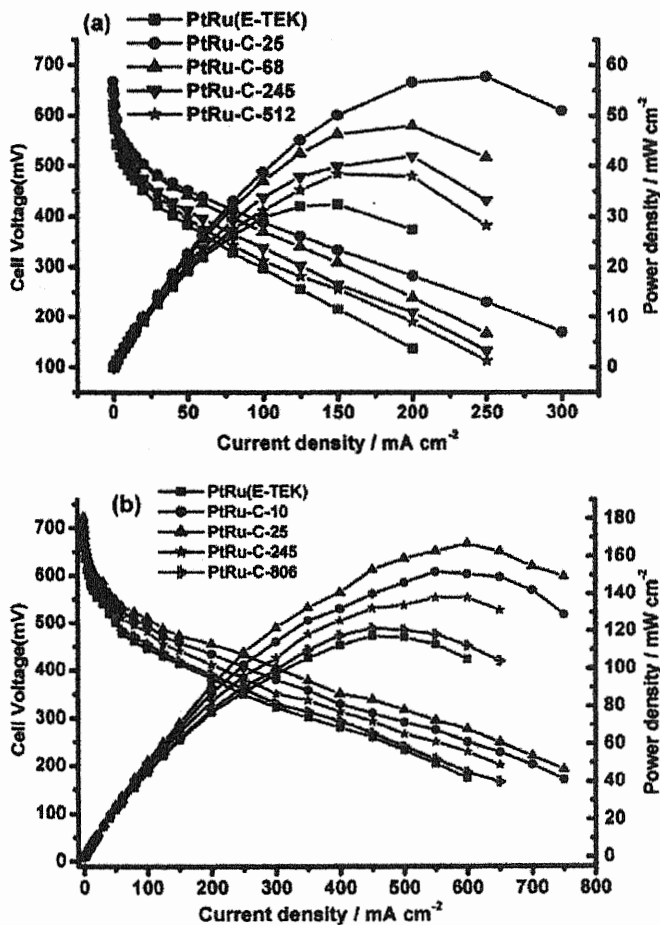 (a)
PtRu(E-TEK)
PtRu-C-25
PtRu-C-68
PtRu-C-245
PtRu-C-512
700
600
500
400
300
200
100
Cell Voltage(mV)
60
50
40
30
20
10
0
Power density / mW cm-2
0
50
100
150
200
250
300
Current density / mA cm-2
(b)
PtRu(E-TEK)
PtRu-C-10
PtRu-C-25
PtRu-C-245
PtRu-C-806
700
600
500
400
300
200
100
0
Cell Voltage(mV)
180
160
140
120
100
80
60
40
20
0
Power density / mW cm-2
0
100
200
300
400
500
600
700
800
Current density / mA cm-2